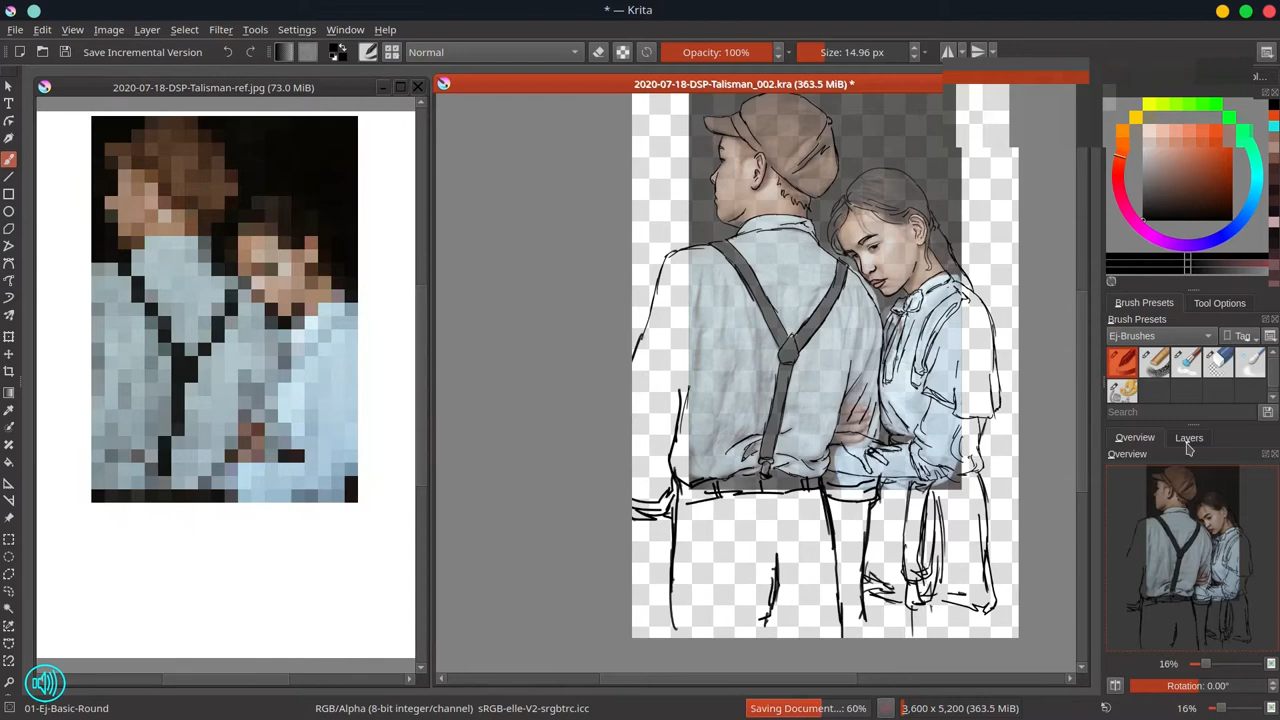 * — Krita
File Edit View Image Layer Select Filter Tools Settings Window Help
Save Incremental Version Normal Opacity: 100% Size: 14.96 px
2020-07-18-DSP-Talisman-ref.jpg (73.0 MiB)
2020-07-18-DSP-Talisman_002.kra (363.5 MiB) *
Brush Presets Tool Options
Brush Presets
Ej-Brushes Tag
Search
Overview Layers
Overview
16%
Rotation: 0.00°
01-Ej-Basic-Round RGB/Alpha (8-bit integer/channel) sRGB-elle-V2-srgbtrc.icc Saving Document...: 60% 3,600 x 5,200 (363.5 MiB) 16%